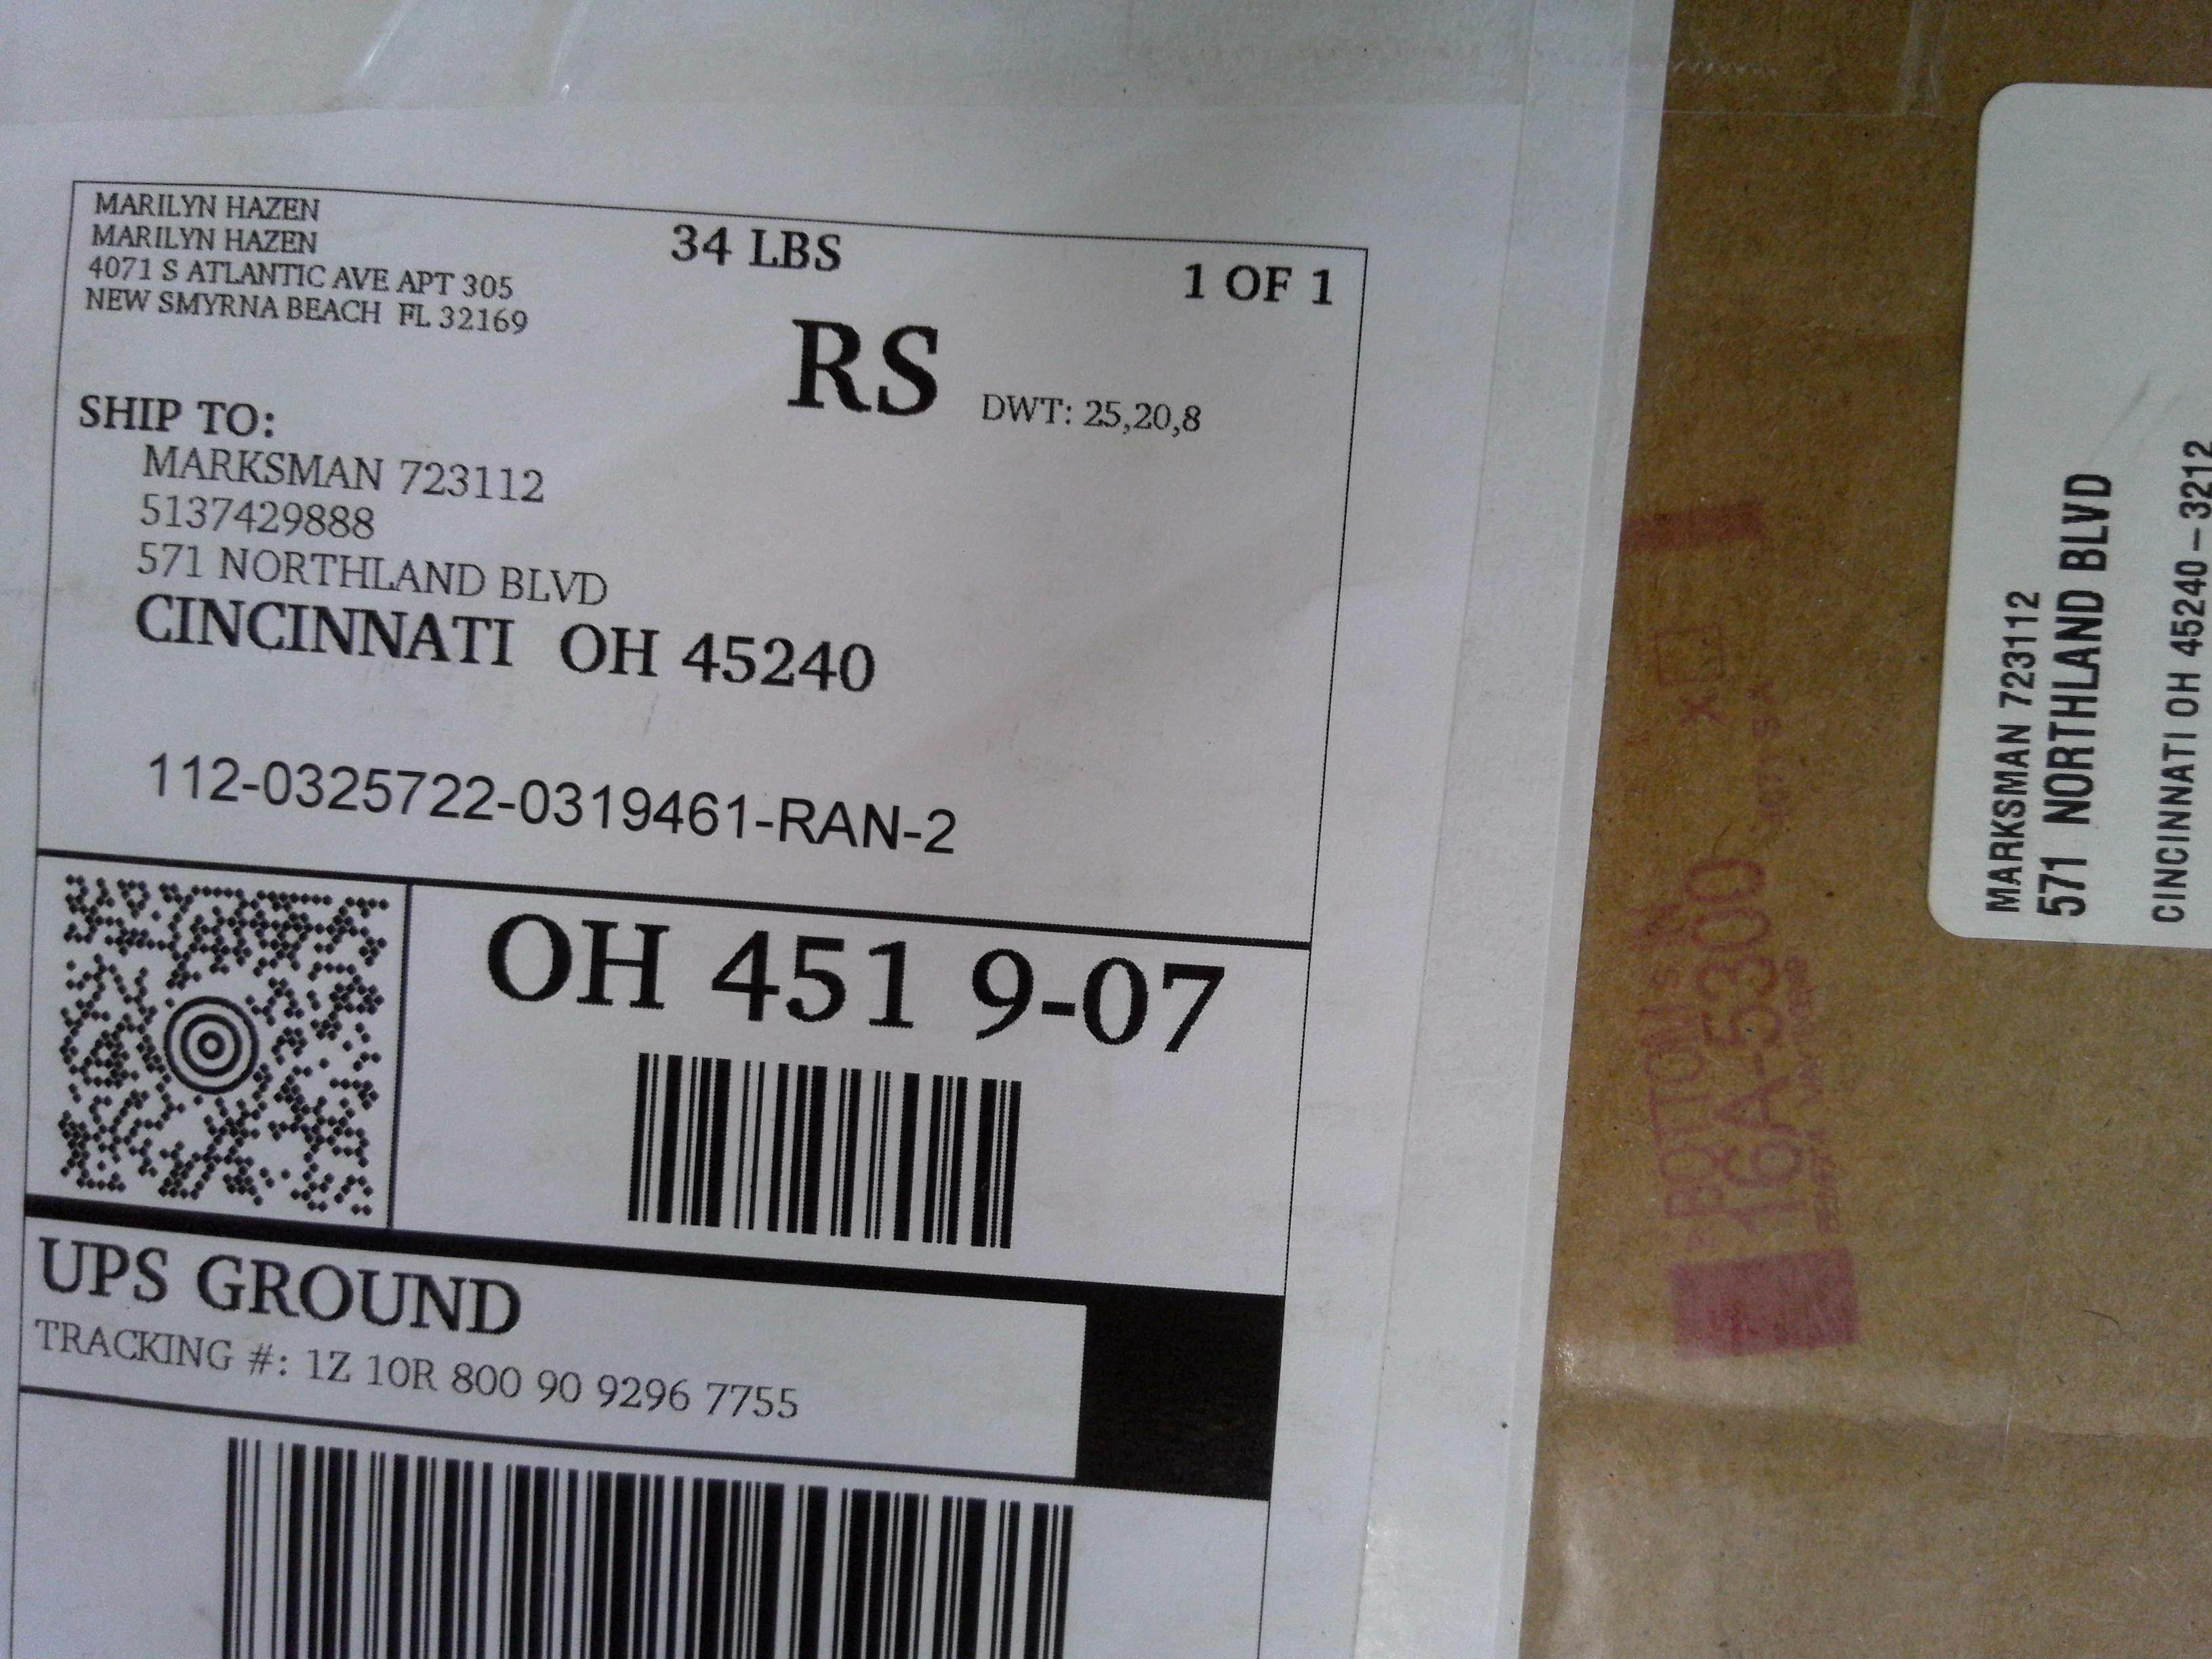 MARILYN HAZEN
MARILYN HAZEN
4071 S ATLANTIC AVE APT 305
NEW SMYRNA BEACH FL 32169
34 LBS
1 OF 1
RS
DWT: 25,20,8
SHIP TO:
MARKSMAN 723112
5137429888
571 NORTHLAND BLVD
CINCINNATI OH 45240
112-0325722-0319461-RAN-2
OH 451 9-07
UPS GROUND
TRACKING #: 1Z 10R 800 90 9296 7755
16A-5300
MARKSMAN 723112
571 NORTHLAND BLVD
CINCINNATI OH 45240-3212